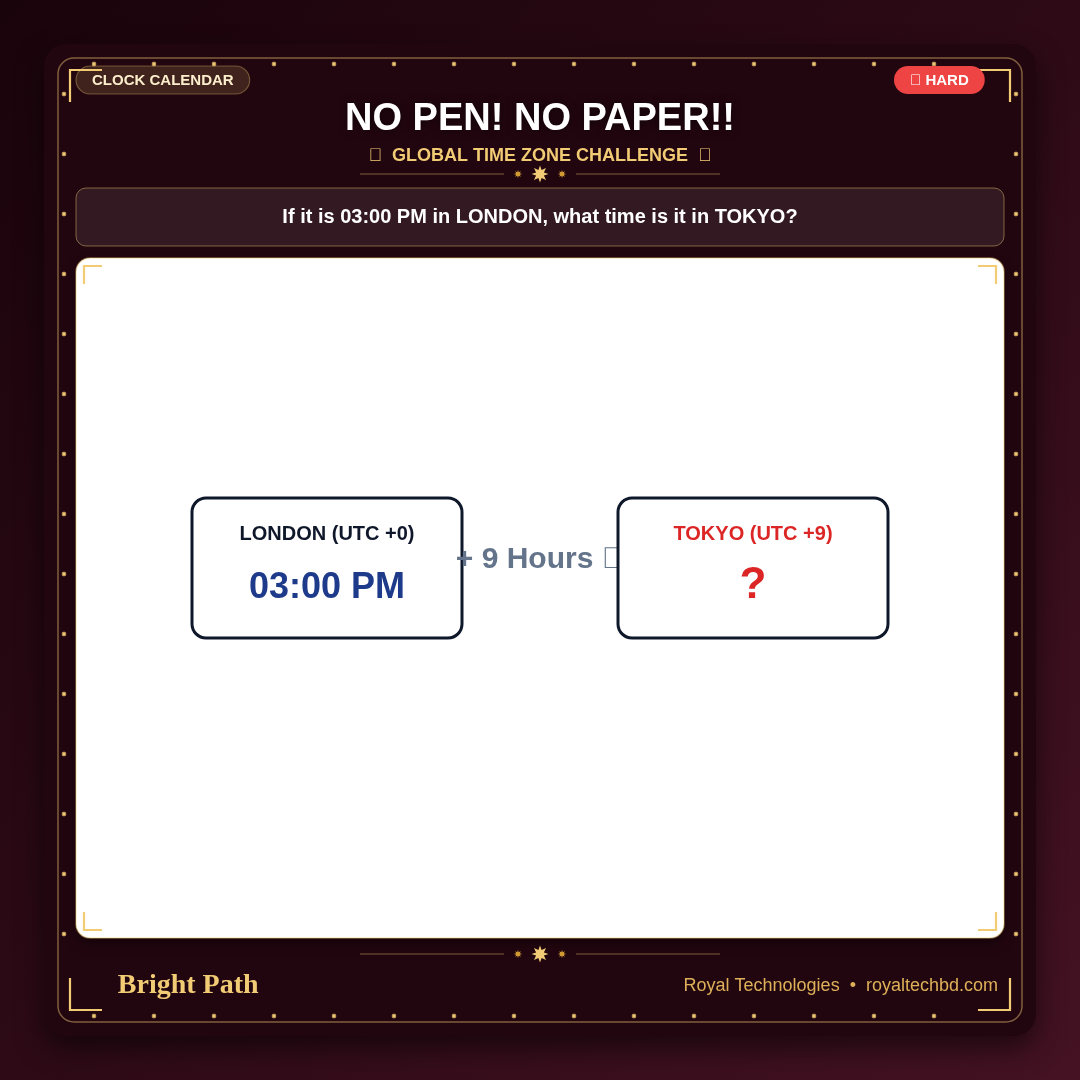 CLOCK CALENDAR
HARD
NO PEN! NO PAPER!!
GLOBAL TIME ZONE CHALLENGE
If it is 03:00 PM in LONDON, what time is it in TOKYO?
LONDON (UTC +0)
03:00 PM
+ 9 Hours
TOKYO (UTC +9)
?
Bright Path
Royal Technologies • royaltechbd.com